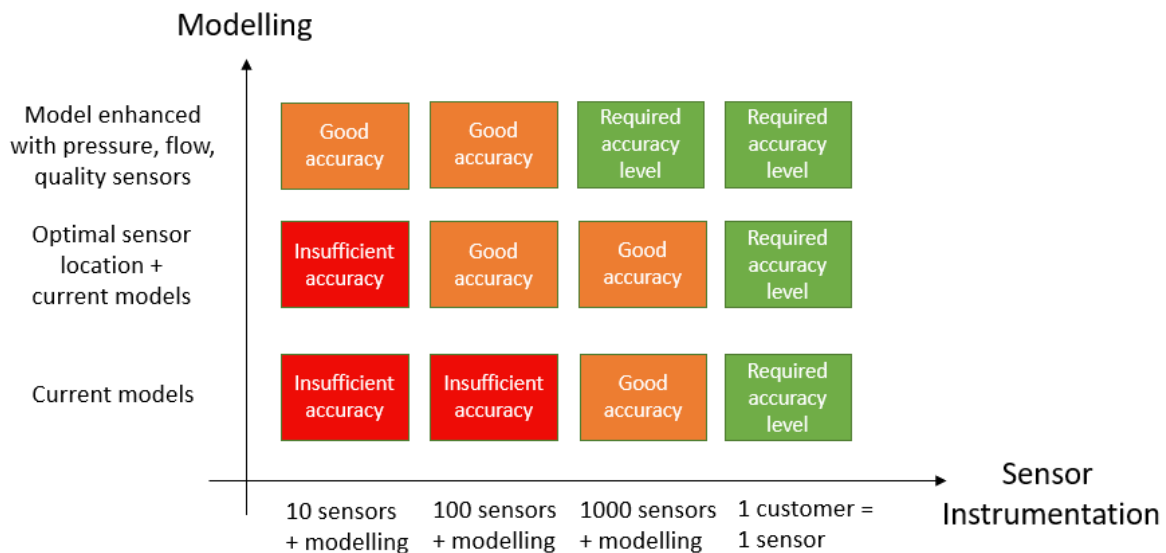 Modelling
Model enhanced
with pressure, flow,
quality sensors
Good
accuracy
Good
accuracy
Required
accuracy
level
Required
accuracy
level
Optimal sensor
location +
current models
Insufficient
accuracy
Good
accuracy
Good
accuracy
Required
accuracy
level
Current models
Insufficient
accuracy
Insufficient
accuracy
Good
accuracy
Required
accuracy
level
10 sensors
+ modelling
100 sensors
+ modelling
1000 sensors
+ modelling
1 customer =
1 sensor
Sensor
Instrumentation